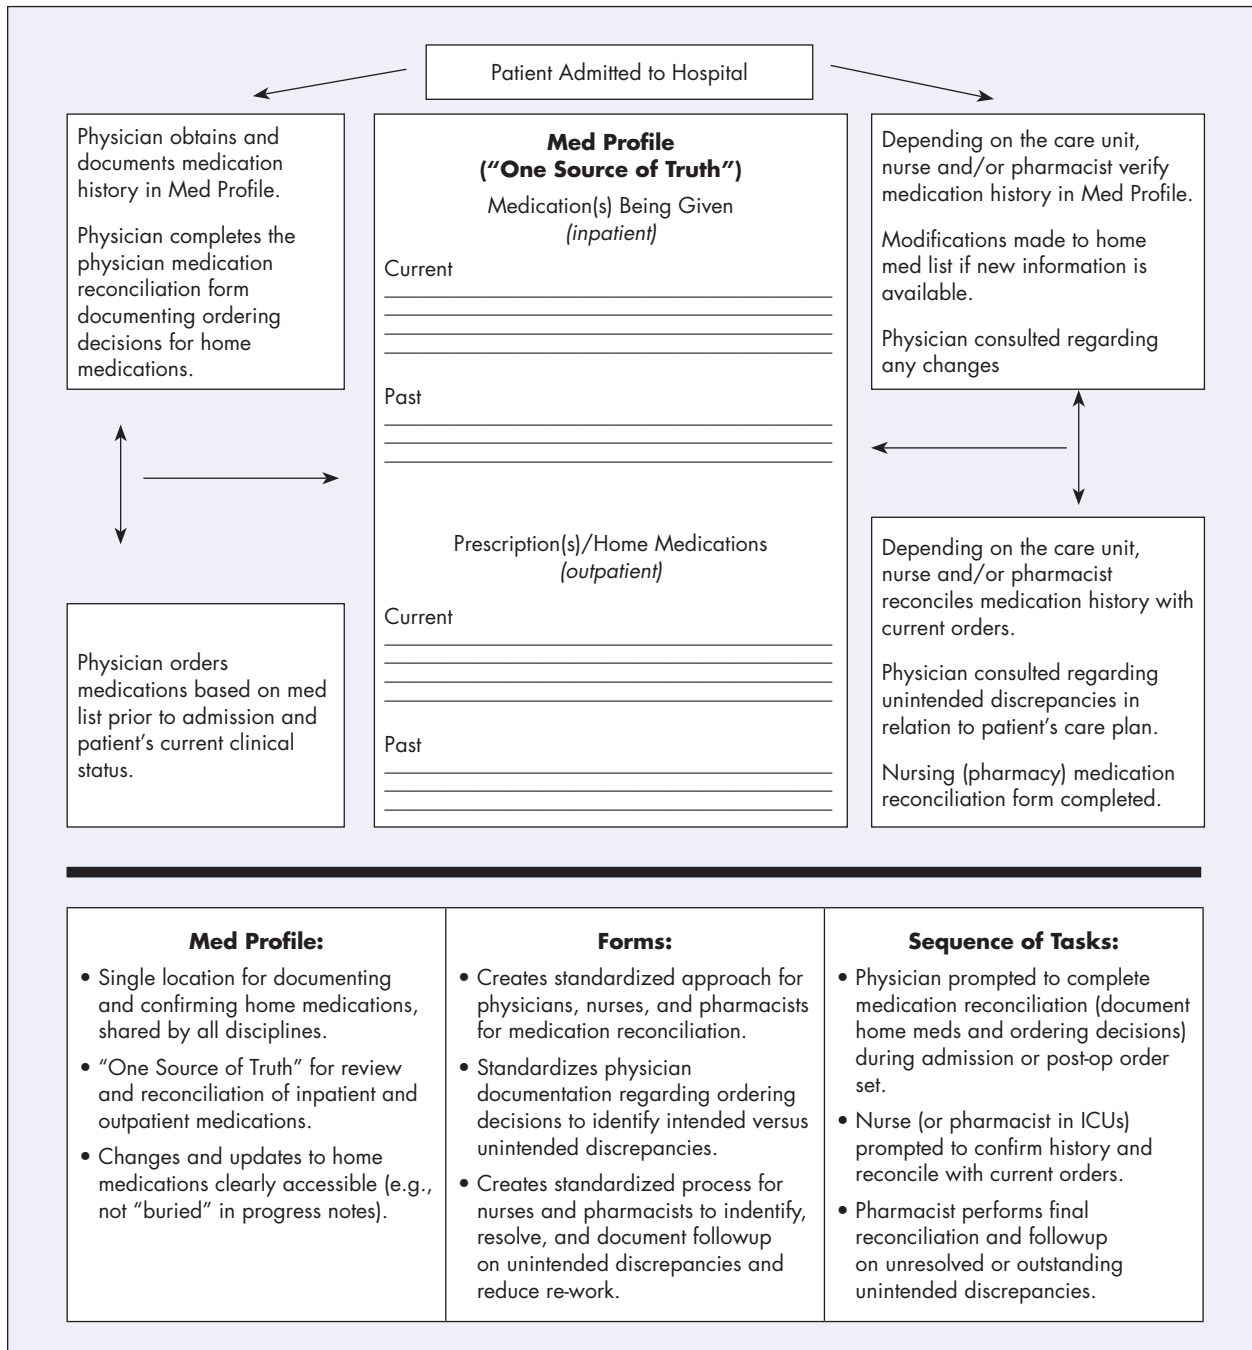 Patient Admitted to Hospital
Physician obtains and
documents medication
history in Med Profile.
Physician completes the
physician medication
reconciliation form
documenting ordering
decisions for home
medications.
Physician orders
medications based on med
list prior to admission and
patient's current clinical
status.
Med Profile
(“One Source of Truth”)
Medication(s) Being Given
(inpatient)
Current
Past
Prescription(s)/Home Medications
(outpatient)
Current
Past
Depending on the care unit,
nurse and/or pharmacist verify
medication history in Med Profile.
Modifications made to home
med list if new information is
available.
Physician consulted regarding
any changes
Depending on the care unit,
nurse and/or pharmacist
reconciles medication history with
current orders.
Physician consulted regarding
unintended discrepancies in
relation to patient's care plan.
Nursing (pharmacy) medication
reconciliation form completed.
Med Profile:
• Single location for documenting
and confirming home medications,
shared by all disciplines.
• “One Source of Truth” for review
and reconciliation of inpatient and
outpatient medications.
• Changes and updates to home
medications clearly accessible (e.g.,
not “buried” in progress notes).
Forms:
• Creates standardized approach for
physicians, nurses, and pharmacists
for medication reconciliation.
• Standardizes physician
documentation regarding ordering
decisions to identify intended versus
unintended discrepancies.
• Creates standardized process for
nurses and pharmacists to indentify,
resolve, and document followup
on unintended discrepancies and
reduce re-work.
Sequence of Tasks:
• Physician prompted to complete
medication reconciliation (document
home meds and ordering decisions)
during admission or post-op order
set.
• Nurse (or pharmacist in ICUs)
prompted to confirm history and
reconcile with current orders.
• Pharmacist performs final
reconciliation and followup
on unresolved or outstanding
unintended discrepancies.